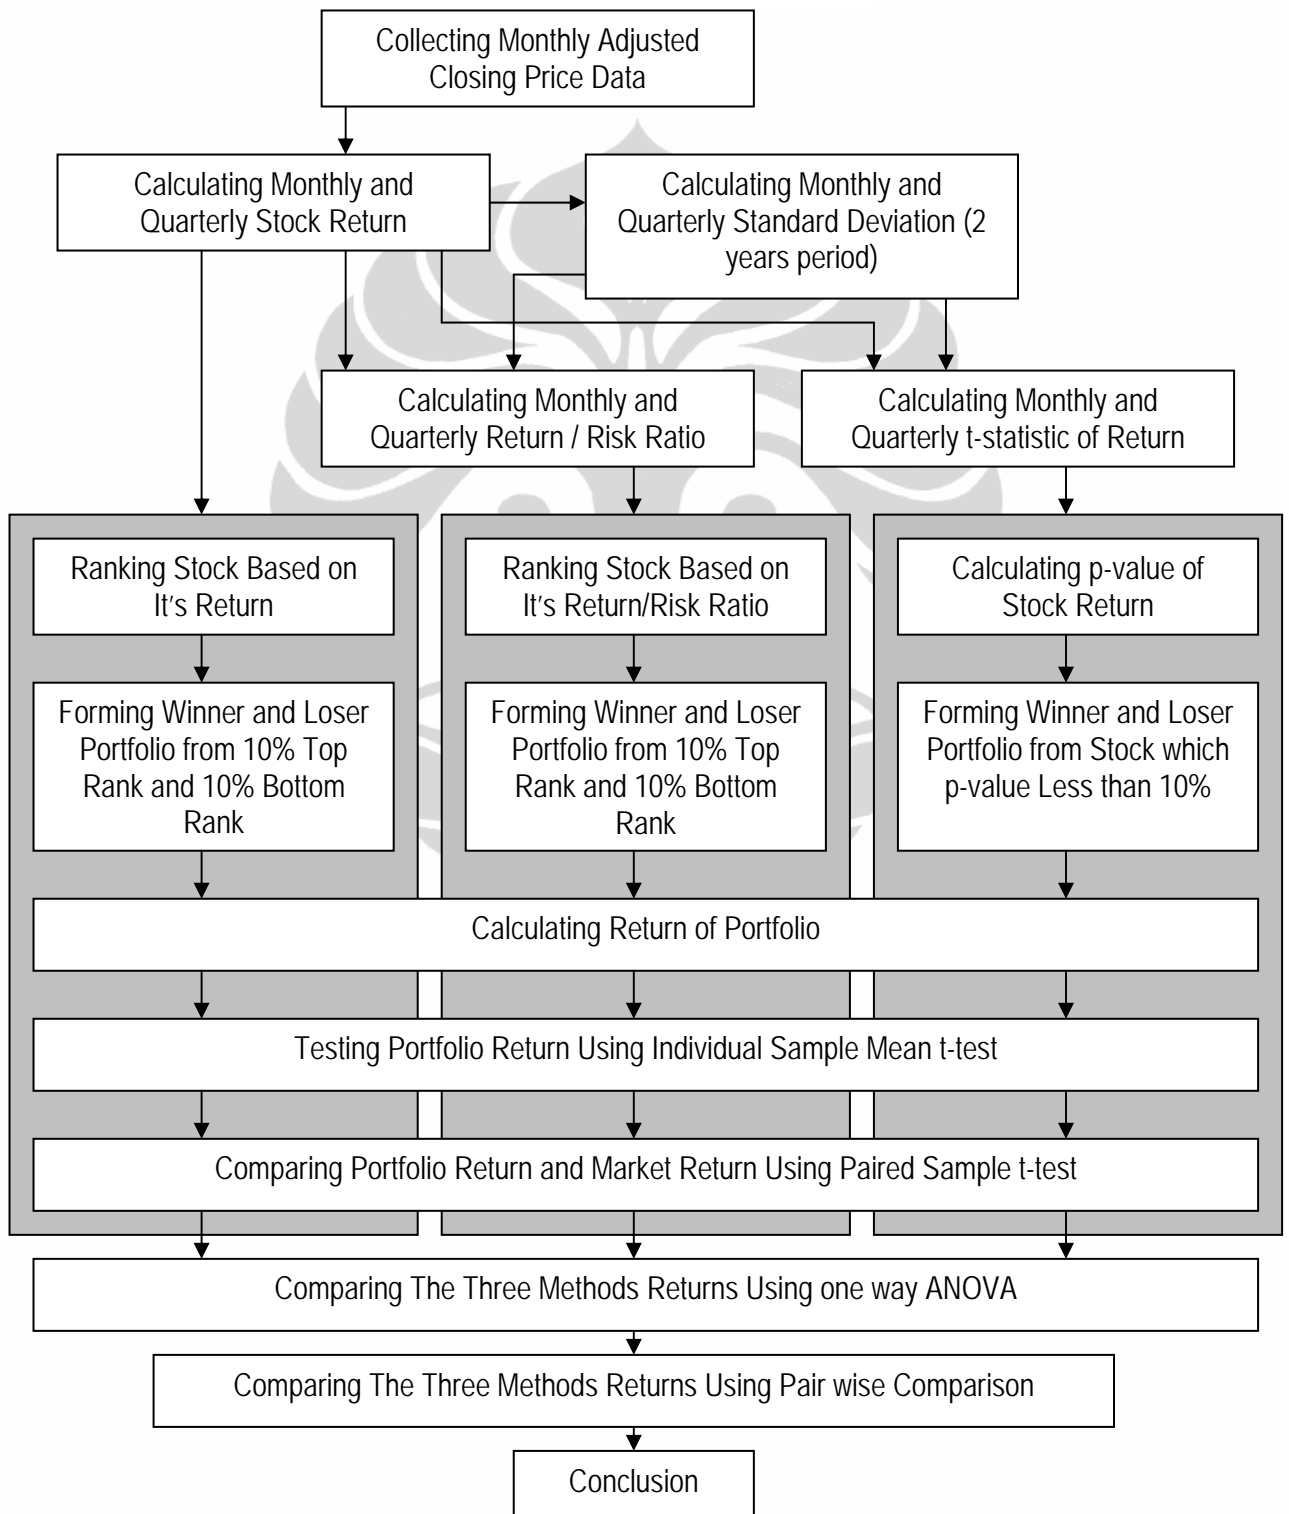 Collecting Monthly Adjusted
Closing Price Data
Calculating Monthly and
Quarterly Stock Return
Calculating Monthly and
Quarterly Standard Deviation (2
years period)
Calculating Monthly and
Quarterly Return / Risk Ratio
Calculating Monthly and
Quarterly t-statistic of Return
Ranking Stock Based on
It's Return
Ranking Stock Based on
It's Return/Risk Ratio
Calculating p-value of
Stock Return
Forming Winner and Loser
Portfolio from 10% Top
Rank and 10% Bottom
Rank
Forming Winner and Loser
Portfolio from 10% Top
Rank and 10% Bottom
Rank
Forming Winner and Loser
Portfolio from Stock which
p-value Less than 10%
Calculating Return of Portfolio
Testing Portfolio Return Using Individual Sample Mean t-test
Comparing Portfolio Return and Market Return Using Paired Sample t-test
Comparing The Three Methods Returns Using one way ANOVA
Comparing The Three Methods Returns Using Pair wise Comparison
Conclusion